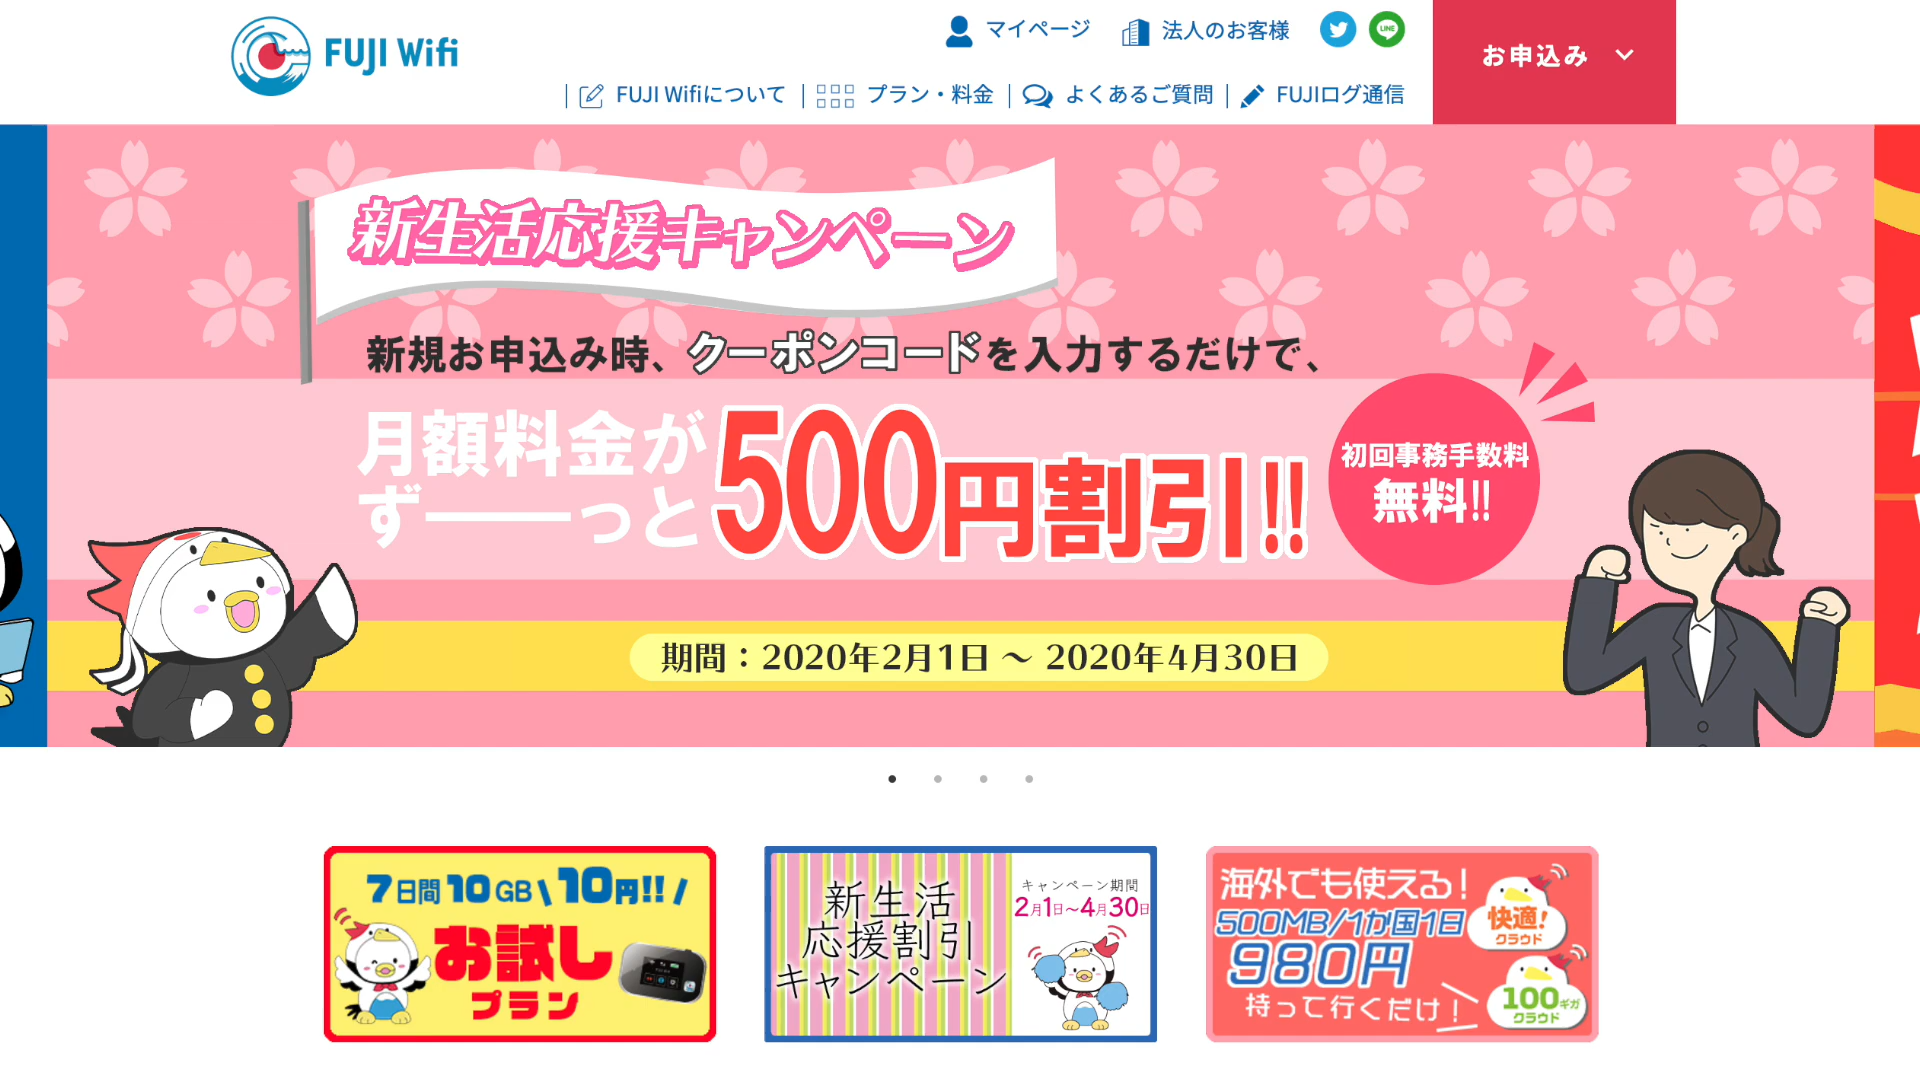 FUJI Wifi
マイページ
法人のお客様
LINE
お申込み
FUJI Wifiについて
プラン・料金
よくあるご質問
FUJIログ通信
新生活応援キャンペーン
新規お申込み時、クーポンコードを入力するだけで、
月額料金が
ず──っと
500円割引!!
初回事務手数料
無料!!
期間：2020年2月1日 ～ 2020年4月30日
7日間10GB\10円!!/
お試し
プラン
新生活
応援割引
キャンペーン
キャンペーン期間
2月1日～4月30日
海外でも使える!
500MB/1か国1日
980円
持って行くだけ!
快適!
クラウド
100ギガ
クラウド